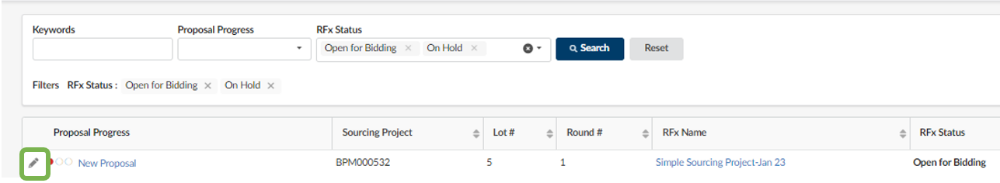 Keywords Proposal Progress RFx Status
Open for Bidding On Hold Search Reset
Filters RFx Status : Open for Bidding On Hold
Proposal Progress Sourcing Project Lot # Round # RFx Name RFx Status
New Proposal BPM000532 5 1 Simple Sourcing Project-Jan 23 Open for Bidding